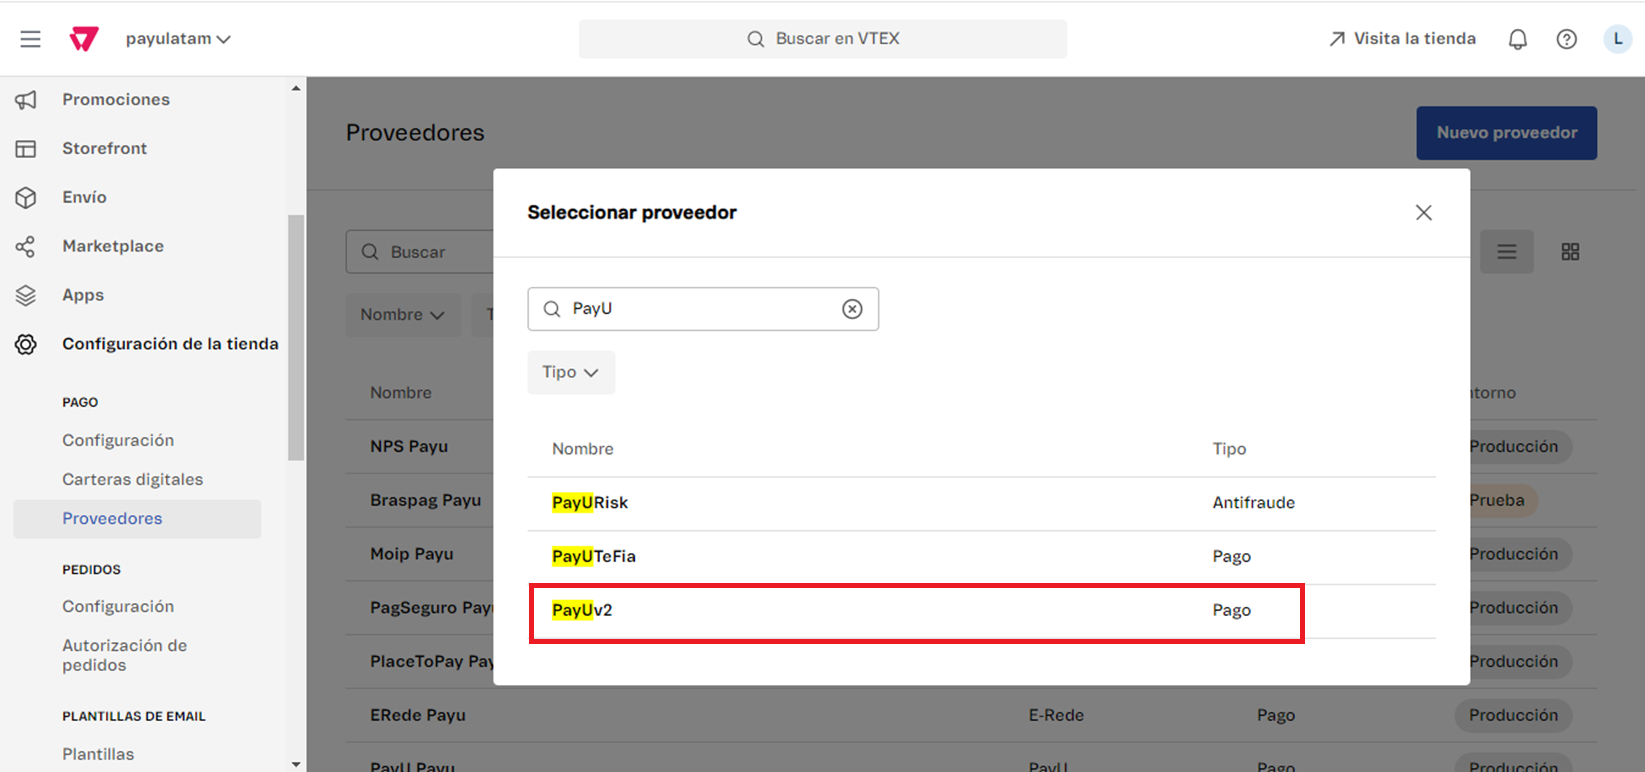 payulatam
Buscar en VTEX
Visita la tienda
L
Promociones
Storefront
Envío
Marketplace
Apps
Configuración de la tienda
PAGO
Configuración
Carteras digitales
Proveedores
PEDIDOS
Configuración
Autorización de
pedidos
PLANTILLAS DE EMAIL
Plantillas
Proveedores
Nuevo proveedor
Buscar
Nombre
Nombre
NPS Payu
Producción
Braspag Payu
Prueba
Moip Payu
Producción
PagSeguro Payu
Producción
PlaceToPay Pay
Producción
ERede Payu
E-Rede
Pago
Producción
PayU Payu
PayU
Pago
Producción
Seleccionar proveedor
PayU
Tipo
Nombre
Tipo
PayURisk
Antifraude
PayUTeFia
Pago
PayUv2
Pago